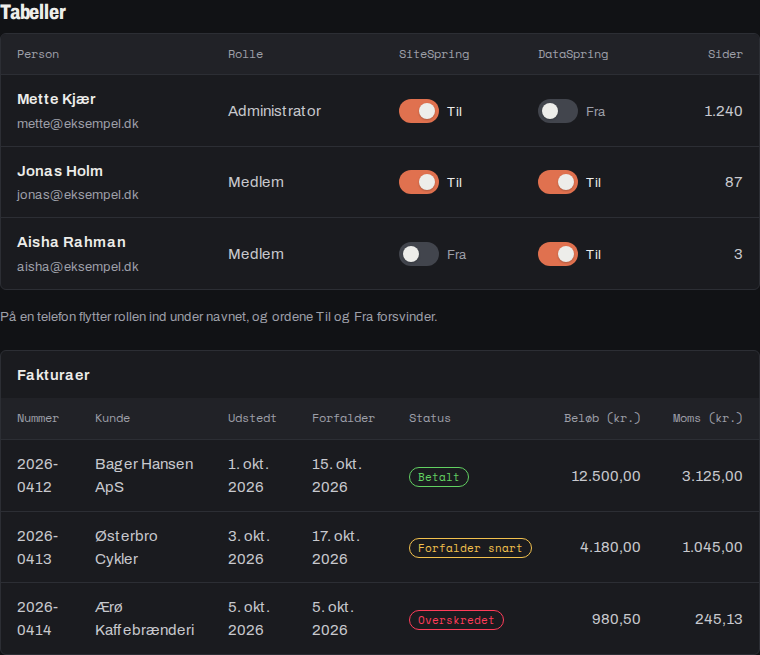 Tabeller
Person Rolle SiteSpring DataSpring Sider
Mette Kjær
mette@eksempel.dk
Administrator Til Fra 1.240
Jonas Holm
jonas@eksempel.dk
Medlem Til Til 87
Aisha Rahman
aisha@eksempel.dk
Medlem Fra Til 3
På en telefon flytter rollen ind under navnet, og ordene Til og Fra forsvinder.
Fakturaer
Nummer Kunde Udstedt Forfalder Status Beløb (kr.) Moms (kr.)
2026- Bager Hansen 1. okt. 15. okt.
0412 ApS 2026 2026
Betalt 12.500,00 3.125,00
2026- Østerbro 3. okt. 17. okt.
0413 Cykler 2026 2026
Forfalder snart 4.180,00 1.045,00
2026- Ærø 5. okt. 5. okt.
0414 Kaffebrænderi 2026 2026
Overskredet 980,50 245,13